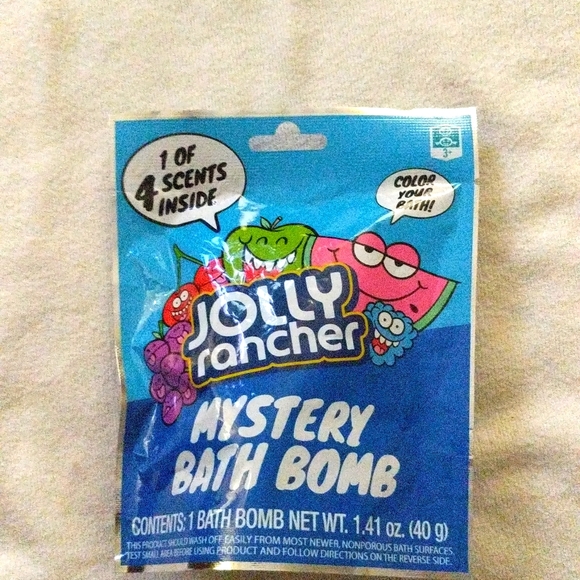 1 OF
4 SCENTS
INSIDE
COLOR
YOUR
BATH!
3+
JOLLY
rancher
MYSTERY
BATH BOMB
CONTENTS: 1 BATH BOMB NET WT. 1.41 oz. (40 g)
THIS PRODUCT SHOULD WASH OFF EASILY FROM MOST NEWER, NONPOROUS BATH SURFACES.
TEST SMALL AREA BEFORE USING PRODUCT AND FOLLOW DIRECTIONS ON THE REVERSE SIDE.